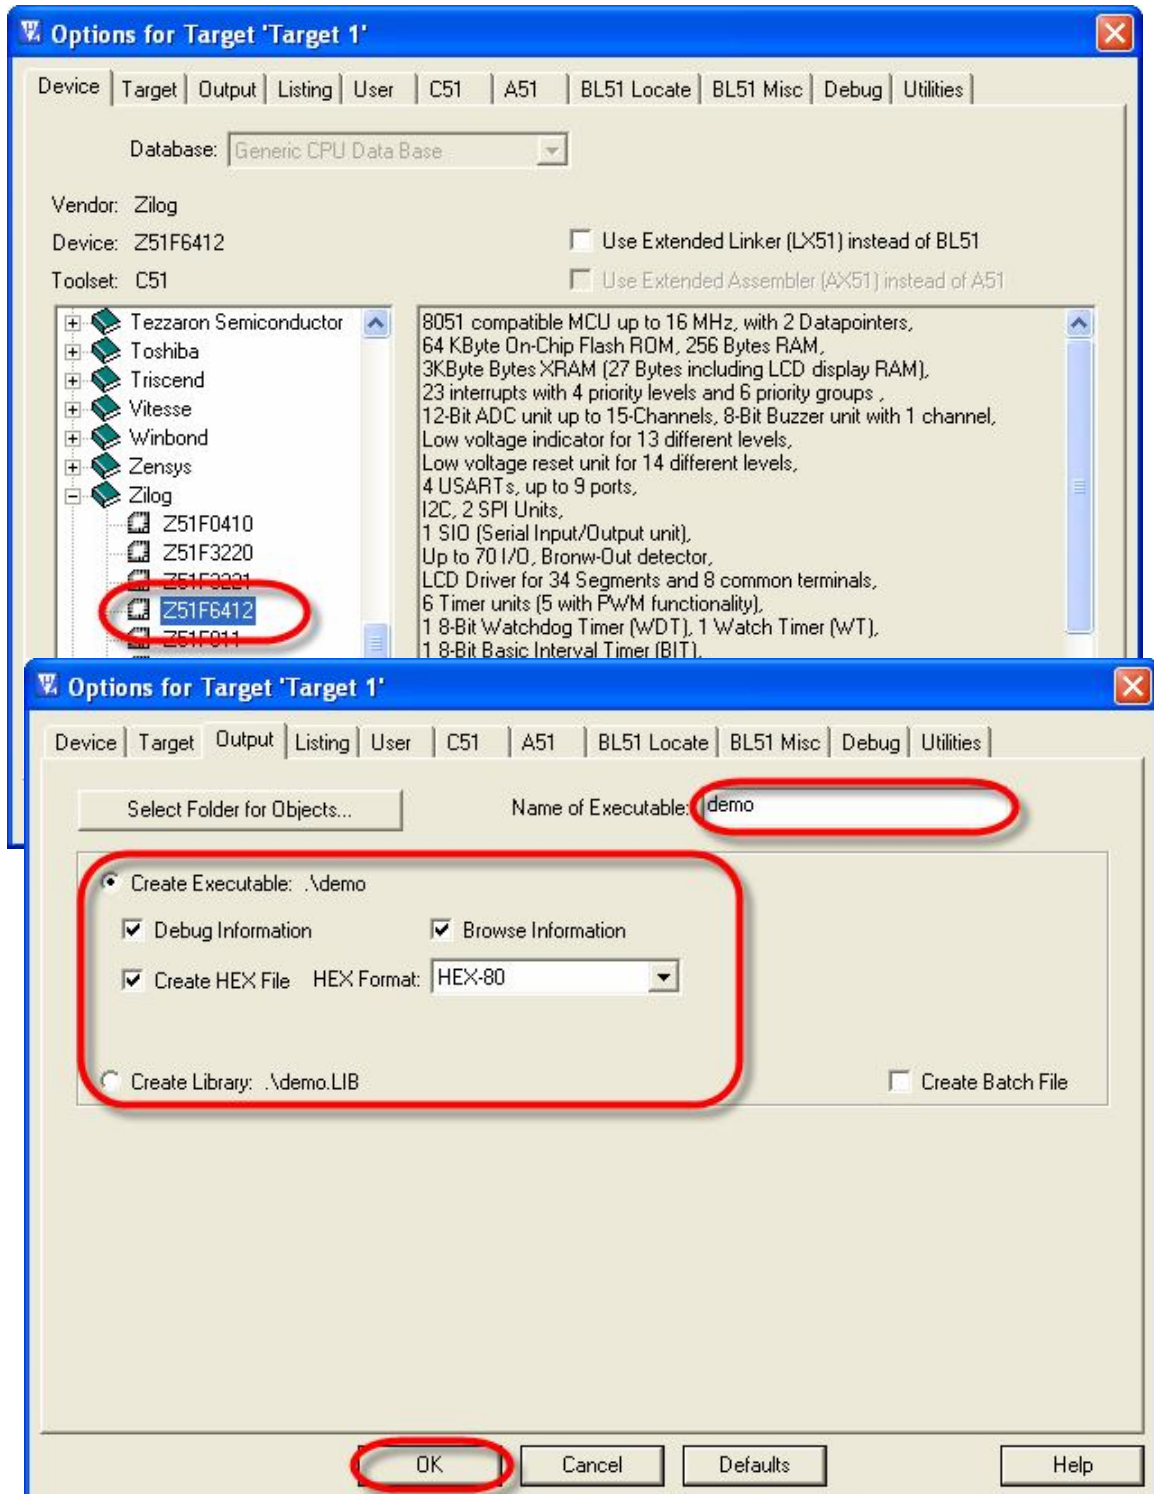 Options for Target 'Target 1'
Device Target Output Listing User C51 A51 BL51 Locate BL51 Misc Debug Utilities
Database: Generic CPU Data Base
Vendor: Zilog
Device: Z51F6412
Use Extended Linker (LX51) instead of BL51
Toolset: C51
Use Extended Assembler (AX51) instead of A51
Tezzaron Semiconductor
Toshiba
Triscend
Vitesse
Winbond
Zensys
Zilog
Z51F0410
Z51F3220
Z51F3221
Z51F6412
Z51F811
8051 compatible MCU up to 16 MHz, with 2 Datapointers,
64 KByte On-Chip Flash ROM, 256 Bytes RAM,
3KByte Bytes XRAM (27 Bytes including LCD display RAM),
23 interrupts with 4 priority levels and 6 priority groups ,
12-Bit ADC unit up to 15-Channels, 8-Bit Buzzer unit with 1 channel,
Low voltage indicator for 13 different levels,
Low voltage reset unit for 14 different levels,
4 USARTs, up to 9 ports,
I2C, 2 SPI Units,
1 SIO (Serial Input/Output unit),
Up to 70 I/O, Bronw-Out detector,
LCD Driver for 34 Segments and 8 common terminals,
6 Timer units (5 with PWM functionality),
1 8-Bit Watchdog Timer (WDT), 1 Watch Timer (WT),
1 8-Bit Basic Interval Timer (BIT),
Options for Target 'Target 1'
Device Target Output Listing User C51 A51 BL51 Locate BL51 Misc Debug Utilities
Select Folder for Objects...
Name of Executable: demo
Create Executable: .\demo
Debug Information
Browse Information
Create HEX File HEX Format: HEX-80
Create Library: .\demo.LIB
Create Batch File
OK Cancel Defaults Help